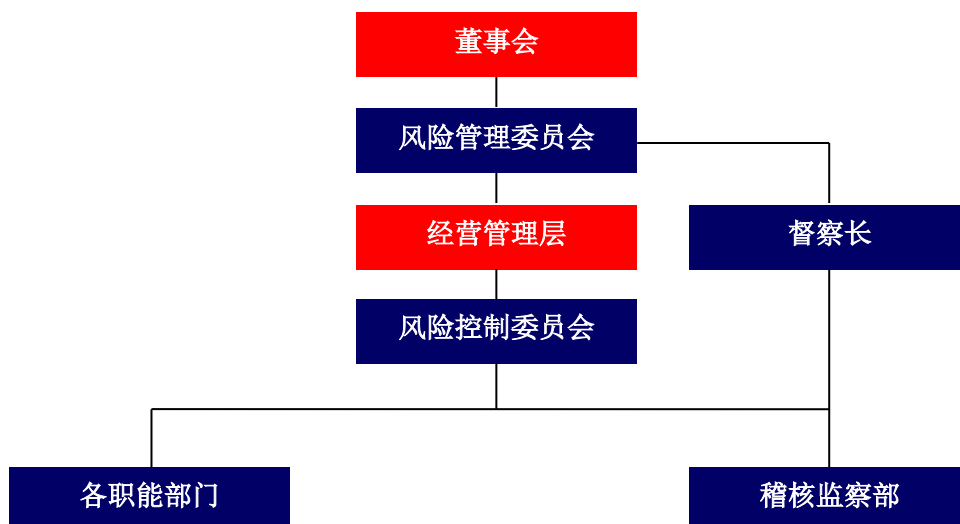 董事会
风险管理委员会
经营管理层
督察长
风险控制委员会
各职能部门
稽核监察部